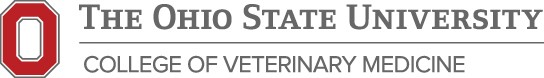 THE OHIO STATE UNIVERSITY
COLLEGE OF VETERINARY MEDICINE